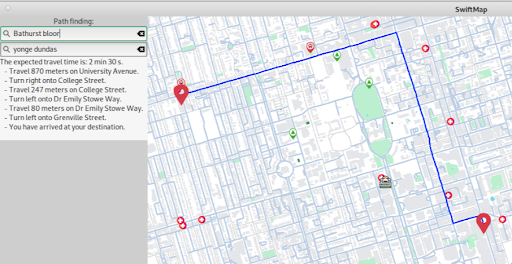 SwiftMap
Path finding:
Bathurst bloor
yonge dundas
The expected travel time is: 2 min 30 s.
- Travel 870 meters on University Avenue.
- Turn right onto College Street.
- Travel 247 meters on College Street.
- Turn left onto Dr Emily Stowe Way.
- Travel 80 meters on Dr Emily Stowe Way.
- Turn left onto Grenville Street.
- You have arrived at your destination.